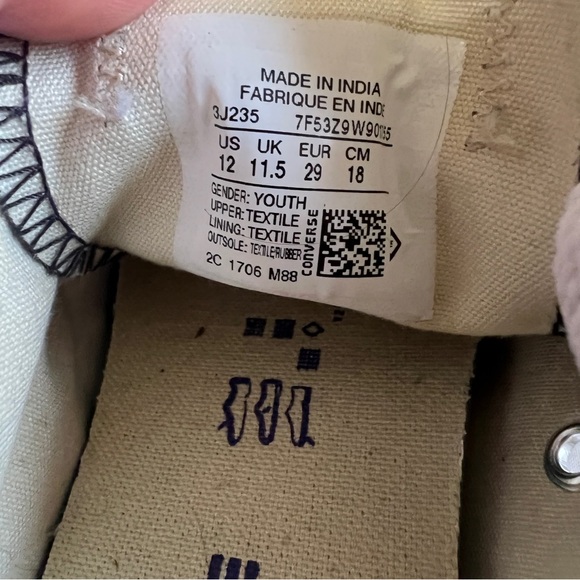 MADE IN INDIA
FABRIQUE EN INDE
3J235 7F53Z9W90
US UK EUR CM
12 11.5 29 18
GENDER: YOUTH
UPPER: TEXTILE
LINING: TEXTILE
OUTSOLE: TEXTILE/RUBBER
2C 1706 M88
CONVERSE